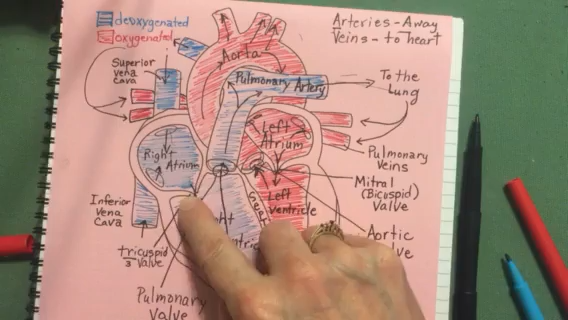 deoxygenated
oxygenated
Arteries - Away
Veins - to heart
Superior
vena
cava
Aorta
Pulmonary Artery
To the
Lung
Left
Atrium
Right
Atrium
Pulmonary
Veins
Mitral
(Bicuspid)
Valve
Left
Ventricle
Inferior
vena
cava
Aortic
tricuspid
3 valve
Pulmonary
valve